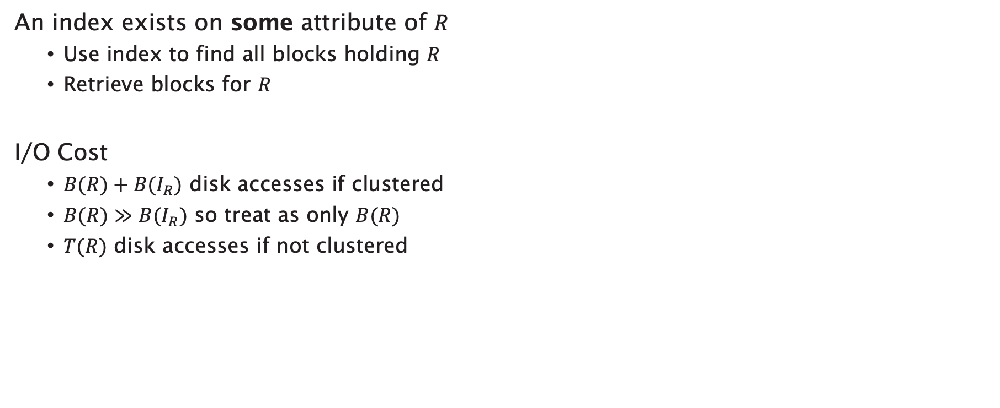 An index exists on some attribute of R
• Use index to find all blocks holding R
• Retrieve blocks for R
I/O Cost
• B(R) + B(I_R) disk accesses if clustered
• B(R) ≫ B(I_R) so treat as only B(R)
• T(R) disk accesses if not clustered